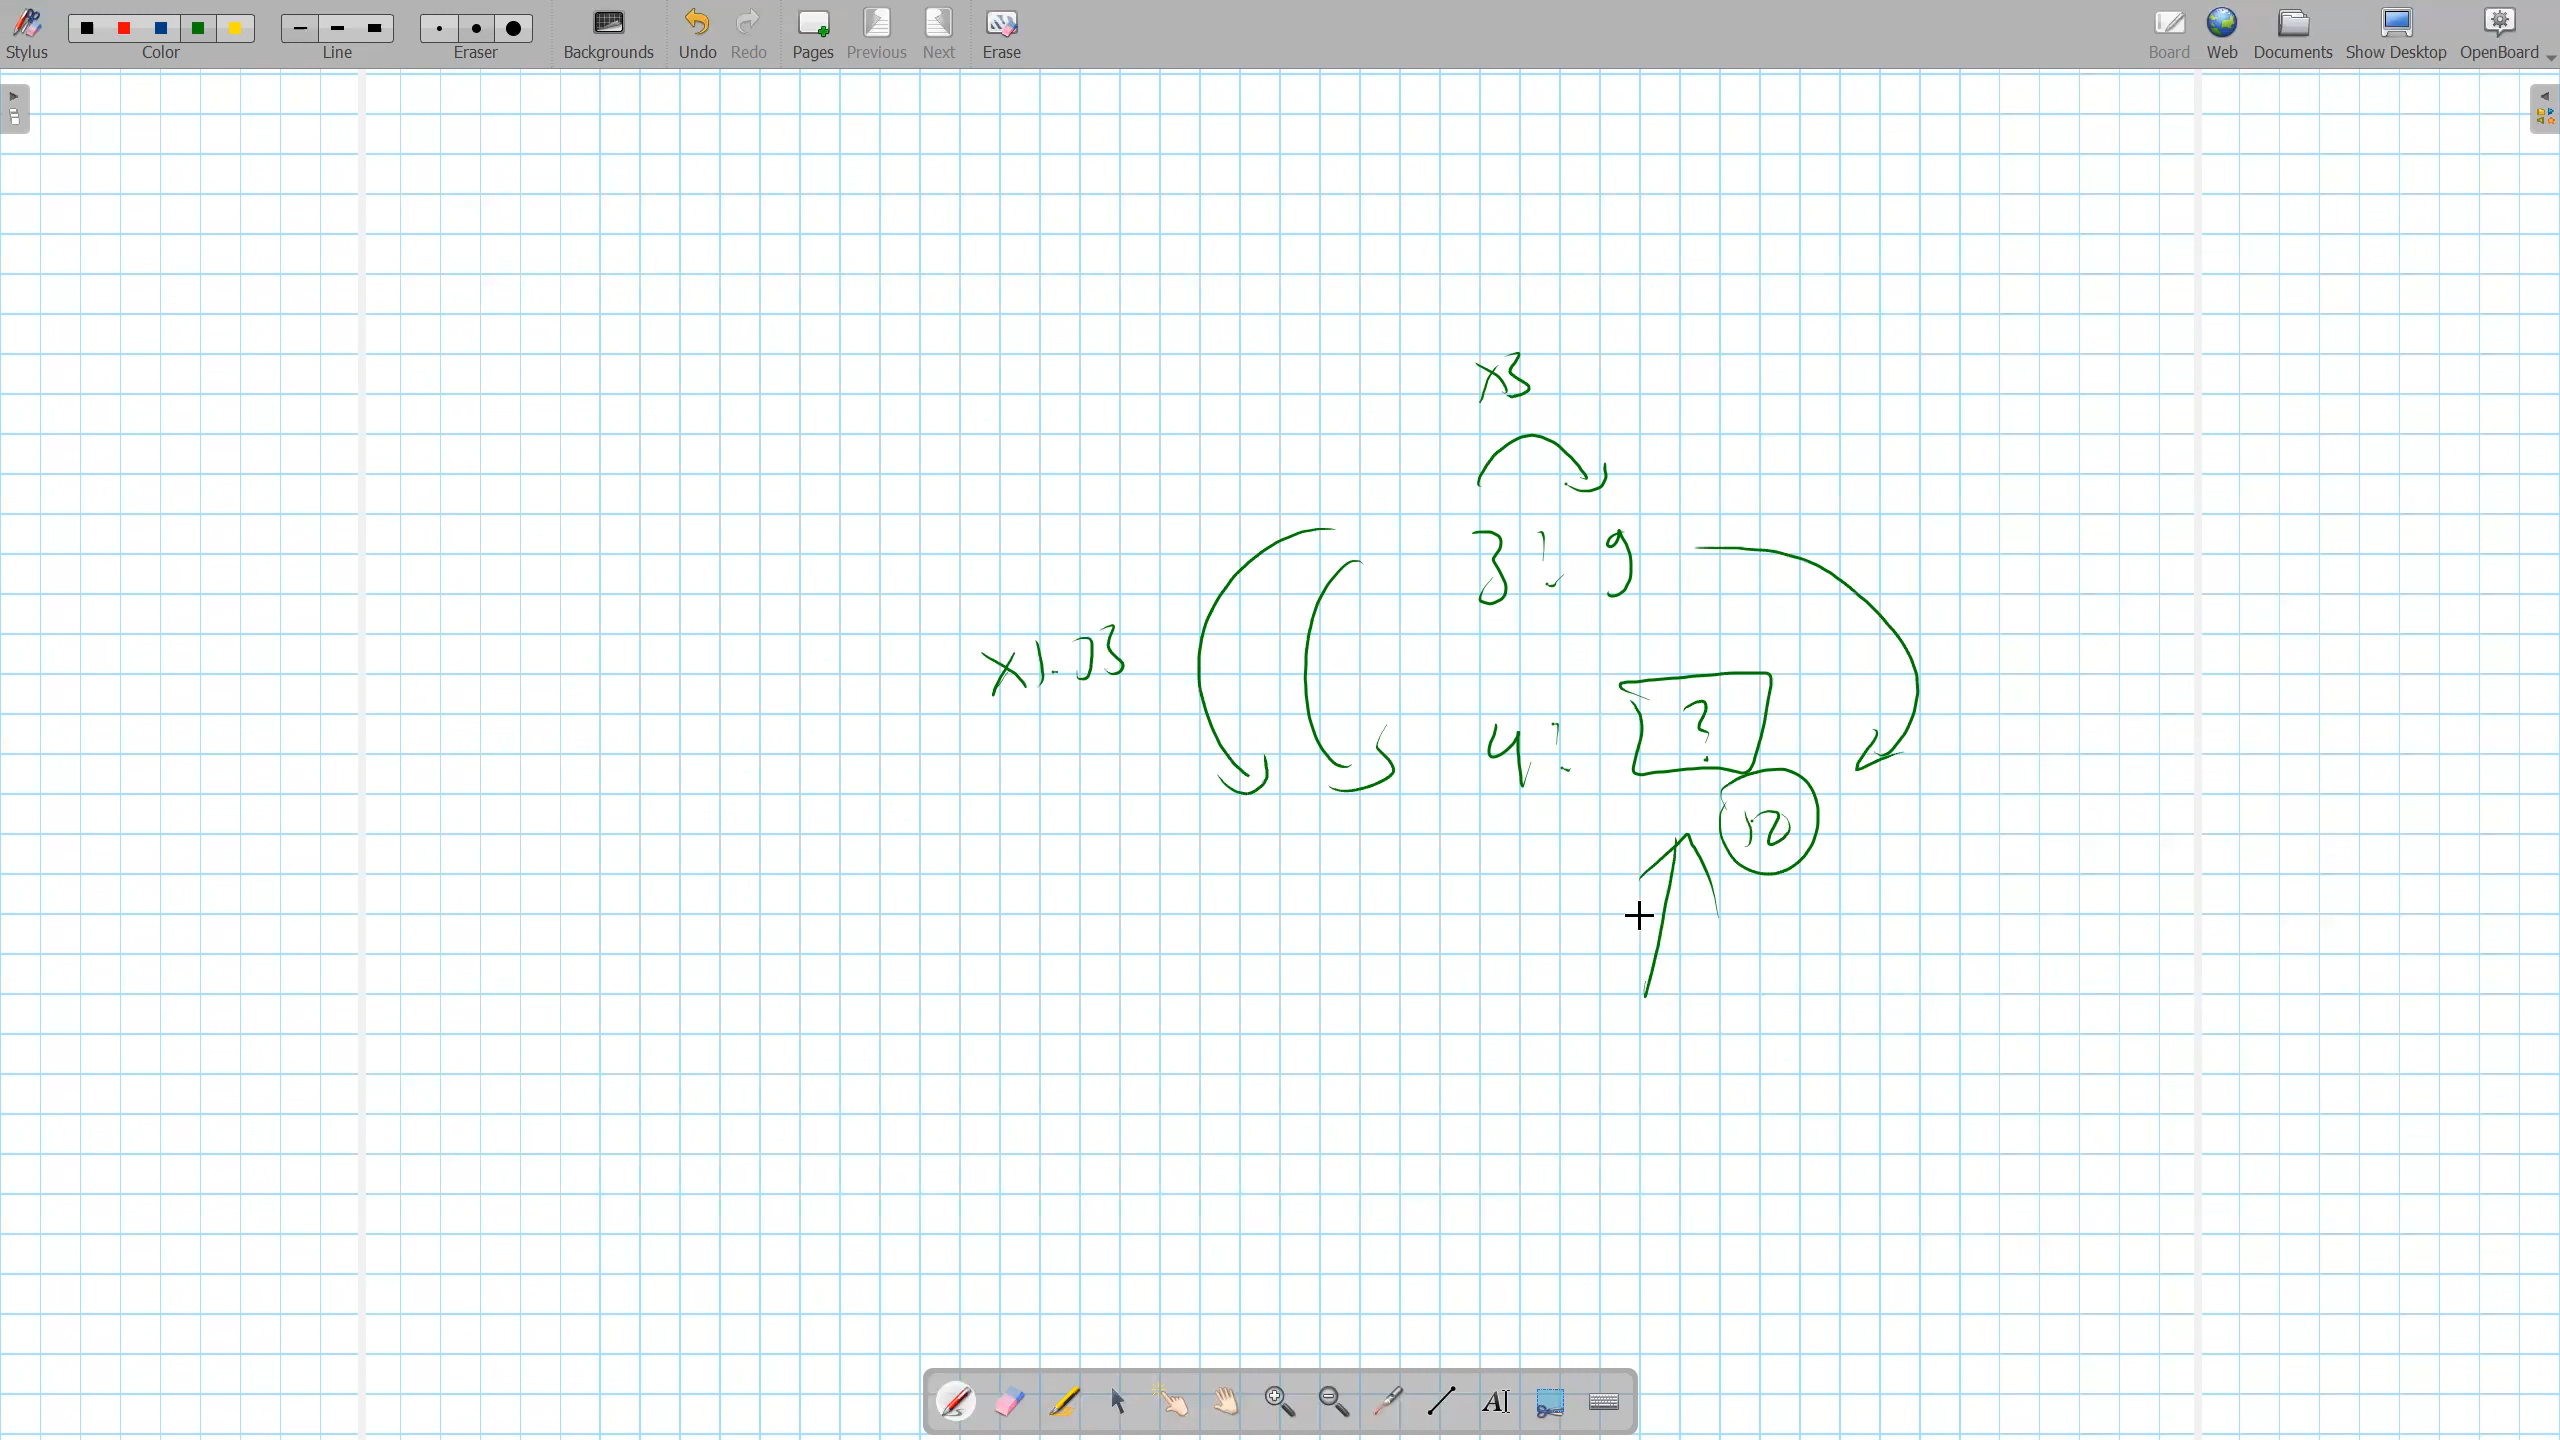 Stylus Color Line Eraser Backgrounds Undo Redo Pages Previous Next Erase Board Web Documents Show Desktop OpenBoard
x3
3 : 9
x1.33
4 : ?
12
AI